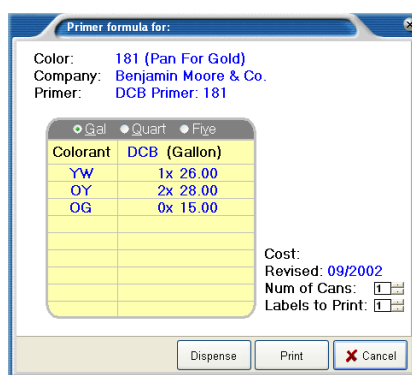 Primer formula for:
Color: 181 (Pan For Gold)
Company: Benjamin Moore & Co.
Primer: DCB Primer: 181
Gal Quart Five
Colorant DCB (Gallon)
YW 1x 26.00
OY 2x 28.00
OG 0x 15.00
Cost:
Revised: 09/2002
Num of Cans: 1
Labels to Print: 1
Dispense Print Cancel